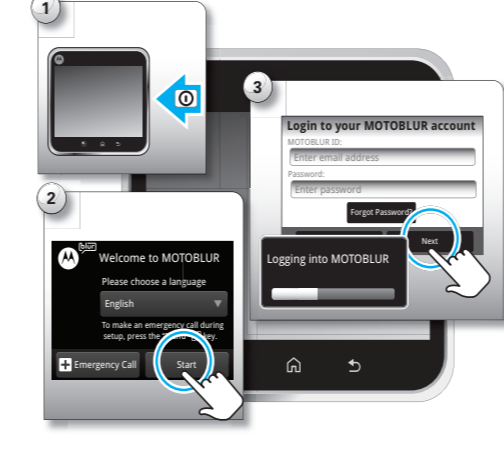 1
2
blur
Welcome to MOTOBLUR
Please choose a language
English
To make an emergency call during
setup, press the key.
Emergency Call
Start
3
Login to your MOTOBLUR account
MOTOBLUR ID:
Enter email address
Password:
Enter password
Forgot Password?
Next
Logging into MOTOBLUR